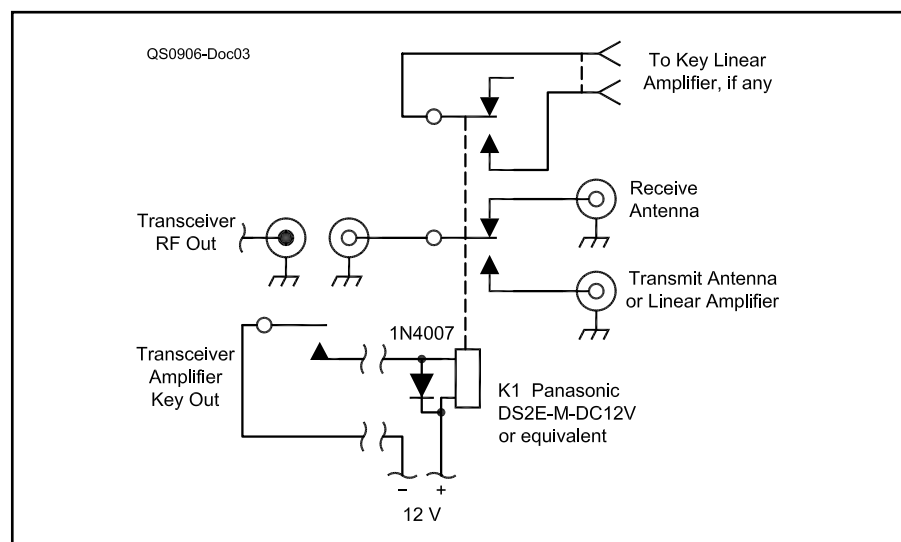 QS0906-Doc03
To Key Linear
Amplifier, if any
Receive
Antenna
Transceiver
RF Out
Transmit Antenna
or Linear Amplifier
1N4007
Transceiver
Amplifier
Key Out
K1 Panasonic
DS2E-M-DC12V
or equivalent
– +
12 V